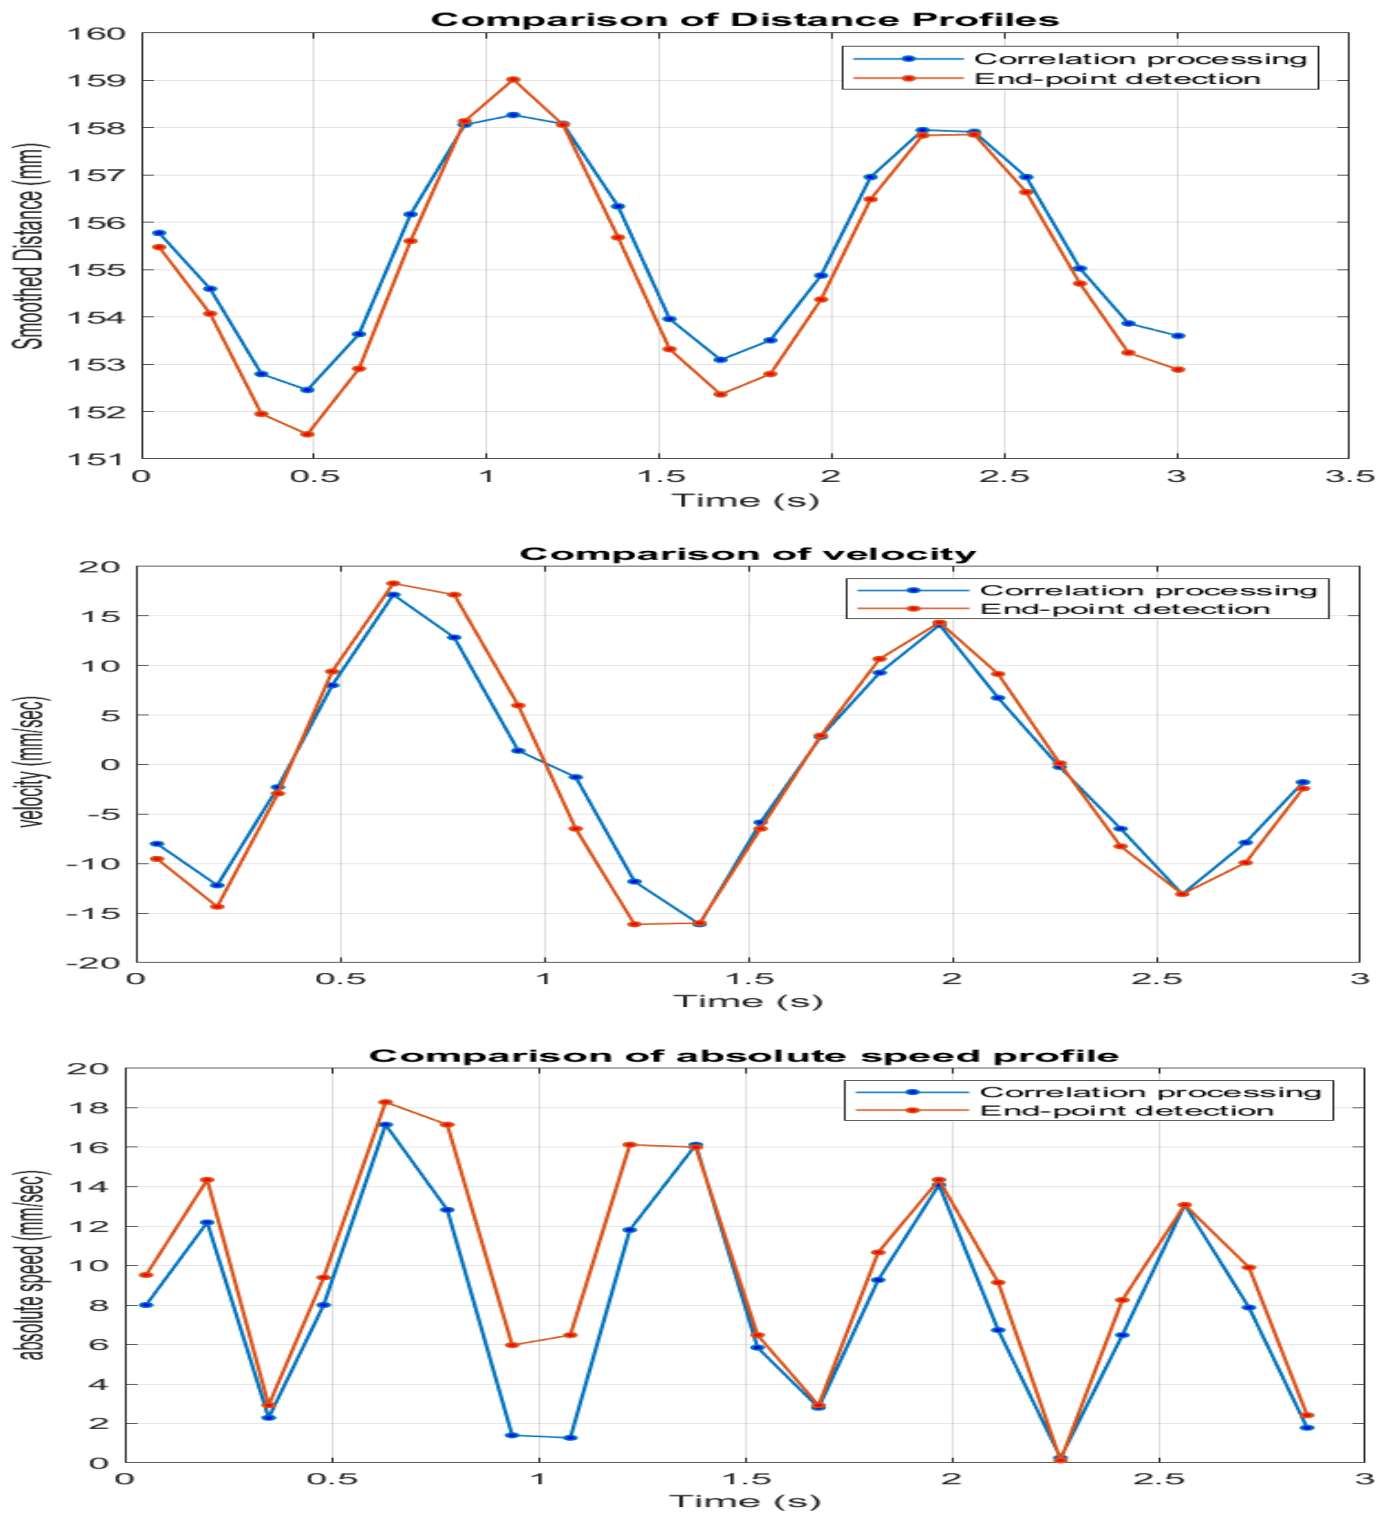 Comparison of Distance Profiles
160
159
158
157
156
155
154
153
152
151
Smoothed Distance (mm)
Correlation processing
End-point detection
0 0.5 1 1.5 2 2.5 3 3.5
Time (s)
Comparison of velocity
20
15
10
5
0
-5
-10
-15
-20
velocity (mm/sec)
Correlation processing
End-point detection
0 0.5 1 1.5 2 2.5 3
Time (s)
Comparison of absolute speed profile
20
18
16
14
12
10
8
6
4
2
0
absolute speed (mm/sec)
Correlation processing
End-point detection
0 0.5 1 1.5 2 2.5 3
Time (s)